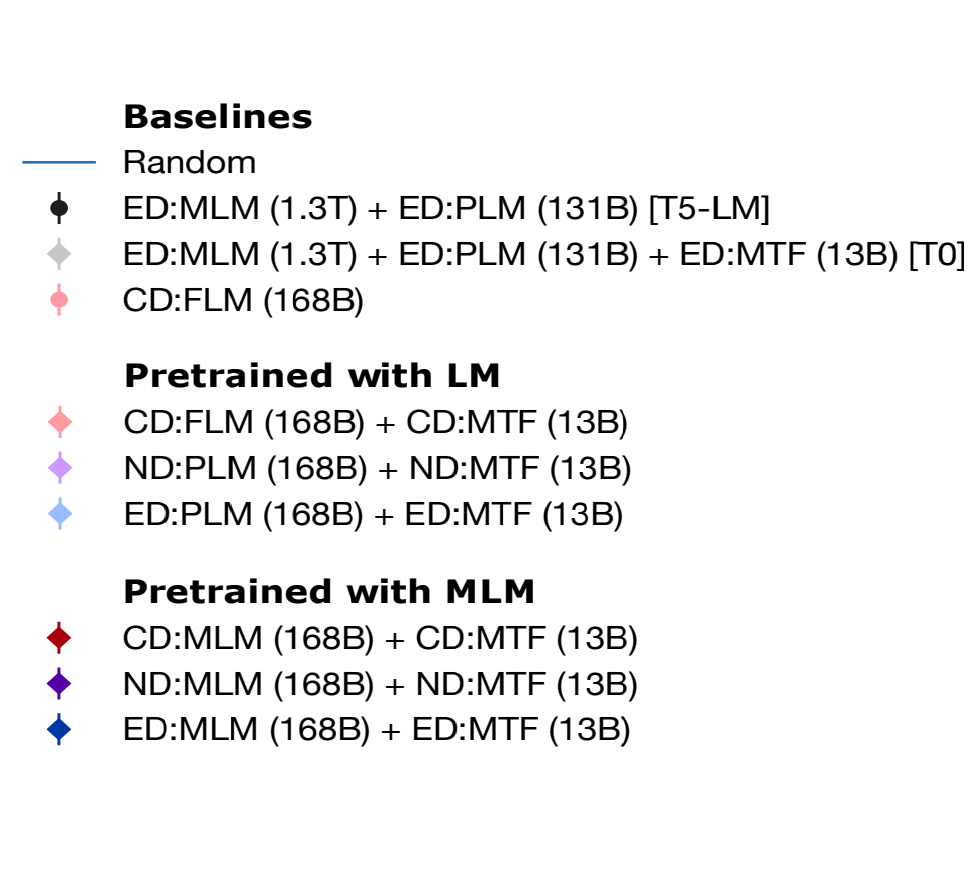 Baselines
Random
ED:MLM (1.3T) + ED:PLM (131B) [T5-LM]
ED:MLM (1.3T) + ED:PLM (131B) + ED:MTF (13B) [T0]
CD:FLM (168B)
Pretrained with LM
CD:FLM (168B) + CD:MTF (13B)
ND:PLM (168B) + ND:MTF (13B)
ED:PLM (168B) + ED:MTF (13B)
Pretrained with MLM
CD:MLM (168B) + CD:MTF (13B)
ND:MLM (168B) + ND:MTF (13B)
ED:MLM (168B) + ED:MTF (13B)